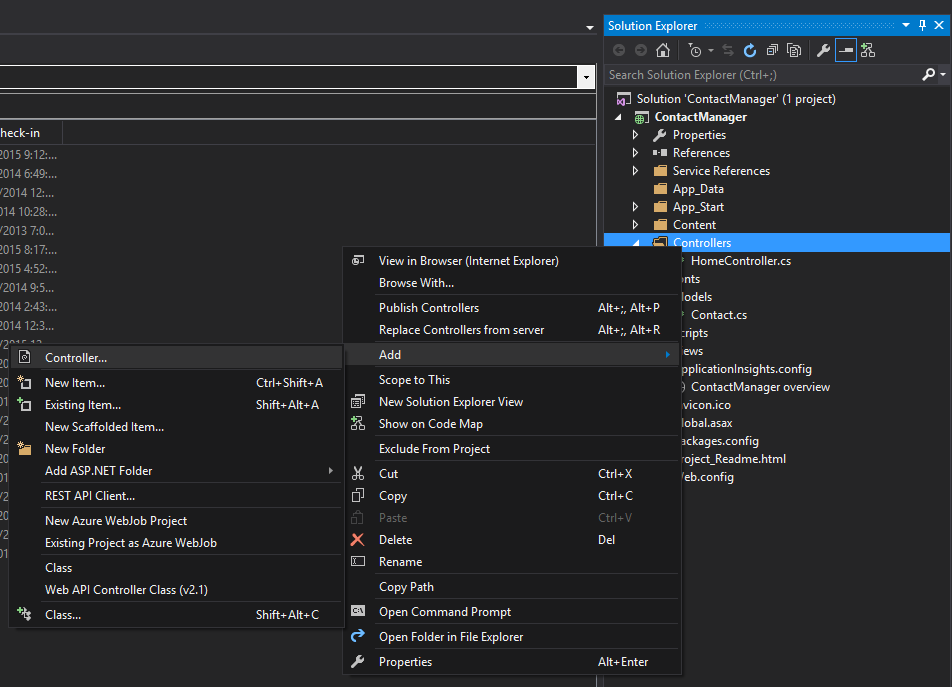 Solution Explorer
Search Solution Explorer (Ctrl+;)
Solution 'ContactManager' (1 project)
ContactManager
Properties
References
Service References
App_Data
App_Start
Content
Controllers
HomeController.cs
Contact.cs
ContactManager overview
heck-in
2015 9:12:...
2014 6:49:...
/2014 12:...
014 10:28:...
/2013 7:0...
2015 8:17:...
2015 4:52:...
/2014 9:5...
2014 2:43:...
2014 12:3...
View in Browser (Internet Explorer)
Browse With...
Publish Controllers Alt+;, Alt+P
Replace Controllers from server Alt+;, Alt+R
Add
Scope to This
New Solution Explorer View
Show on Code Map
Exclude From Project
Cut Ctrl+X
Copy Ctrl+C
Paste Ctrl+V
Delete Del
Rename
Copy Path
Open Command Prompt
Open Folder in File Explorer
Properties Alt+Enter
Controller...
New Item... Ctrl+Shift+A
Existing Item... Shift+Alt+A
New Scaffolded Item...
New Folder
Add ASP.NET Folder
REST API Client...
New Azure WebJob Project
Existing Project as Azure WebJob
Class
Web API Controller Class (v2.1)
Class... Shift+Alt+C
onts
odels
cripts
ews
pplicationInsights.config
avicon.ico
lobal.asax
ackages.config
roject_Readme.html
eb.config